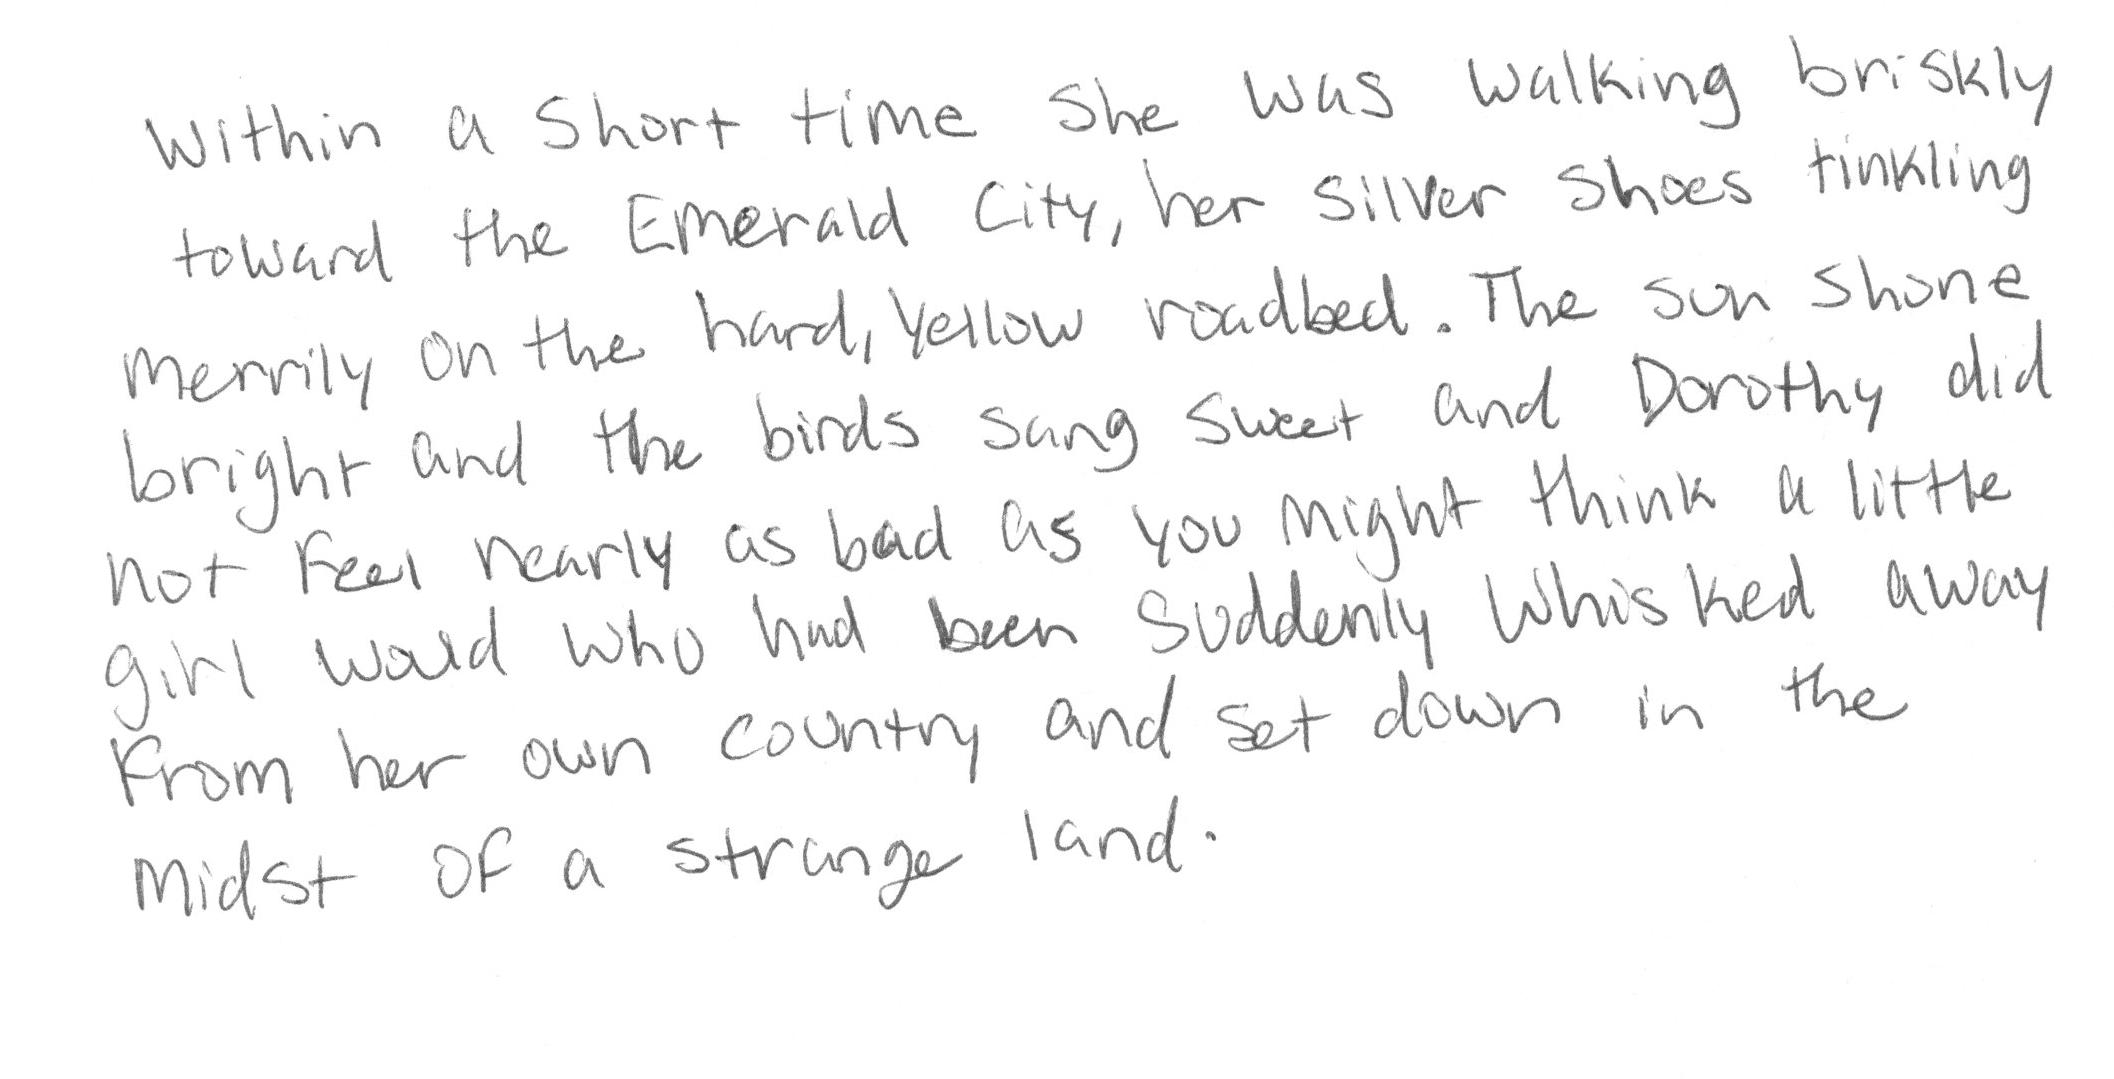 Within a short time she was walking briskly
toward the Emerald City, her silver shoes tinkling
merrily on the hard, yellow roadbed. The sun shone
bright and the birds sang sweet and Dorothy did
not feel nearly as bad as you might think a little
girl would who had been suddenly whisked away
from her own country and set down in the
midst of a strange land.